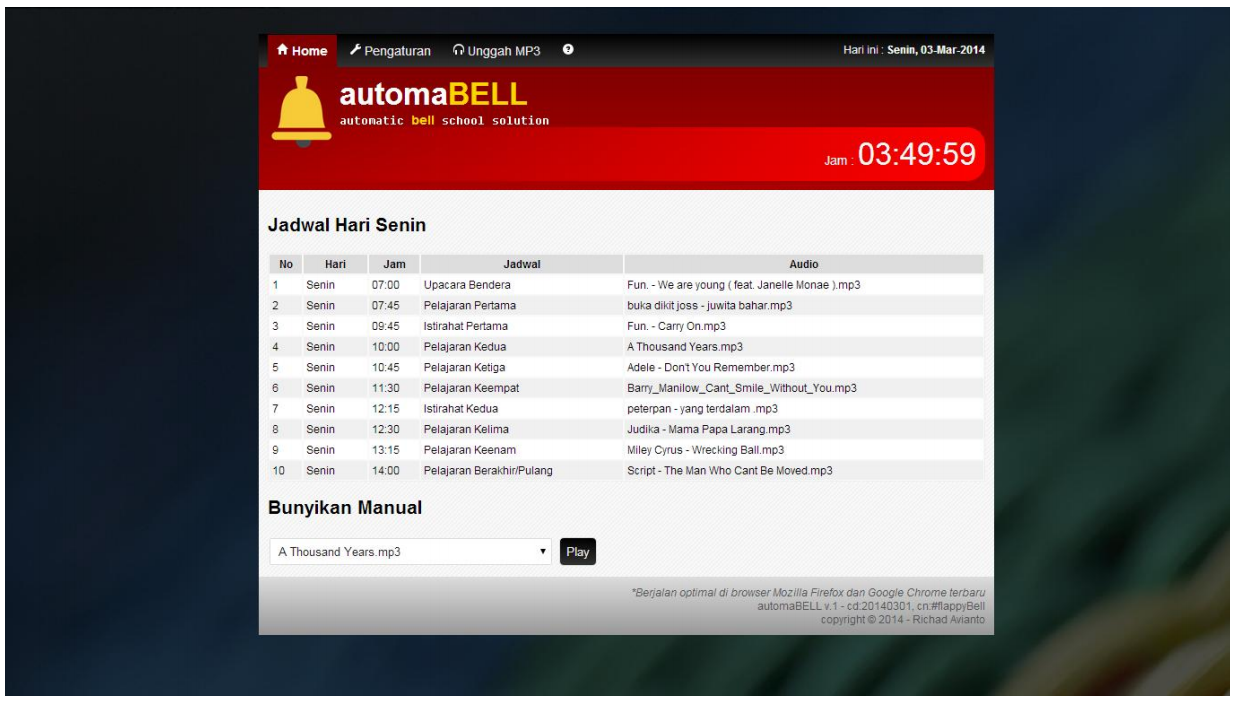 Home Pengaturan Unggah MP3 Hari ini : Senin, 03-Mar-2014
automaBELL
automatic bell school solution
Jam : 03:49:59
Jadwal Hari Senin
No Hari Jam Jadwal Audio
1 Senin 07:00 Upacara Bendera Fun. - We are young ( feat. Janelle Monae ).mp3
2 Senin 07:45 Pelajaran Pertama buka dikit joss - juwita bahar.mp3
3 Senin 09:45 Istirahat Pertama Fun. - Carry On.mp3
4 Senin 10:00 Pelajaran Kedua A Thousand Years.mp3
5 Senin 10:45 Pelajaran Ketiga Adele - Don't You Remember.mp3
6 Senin 11:30 Pelajaran Keempat Barry_Manilow_Cant_Smile_Without_You.mp3
7 Senin 12:15 Istirahat Kedua peterpan - yang terdalam .mp3
8 Senin 12:30 Pelajaran Kelima Judika - Mama Papa Larang.mp3
9 Senin 13:15 Pelajaran Keenam Miley Cyrus - Wrecking Ball.mp3
10 Senin 14:00 Pelajaran Berakhir/Pulang Script - The Man Who Cant Be Moved.mp3
Bunyikan Manual
A Thousand Years.mp3 Play
*Berjalan optimal di browser Mozilla Firefox dan Google Chrome terbaru
automaBELL v.1 - cd:20140301, cn:#flappyBell
copyright © 2014 - Richad Avianto